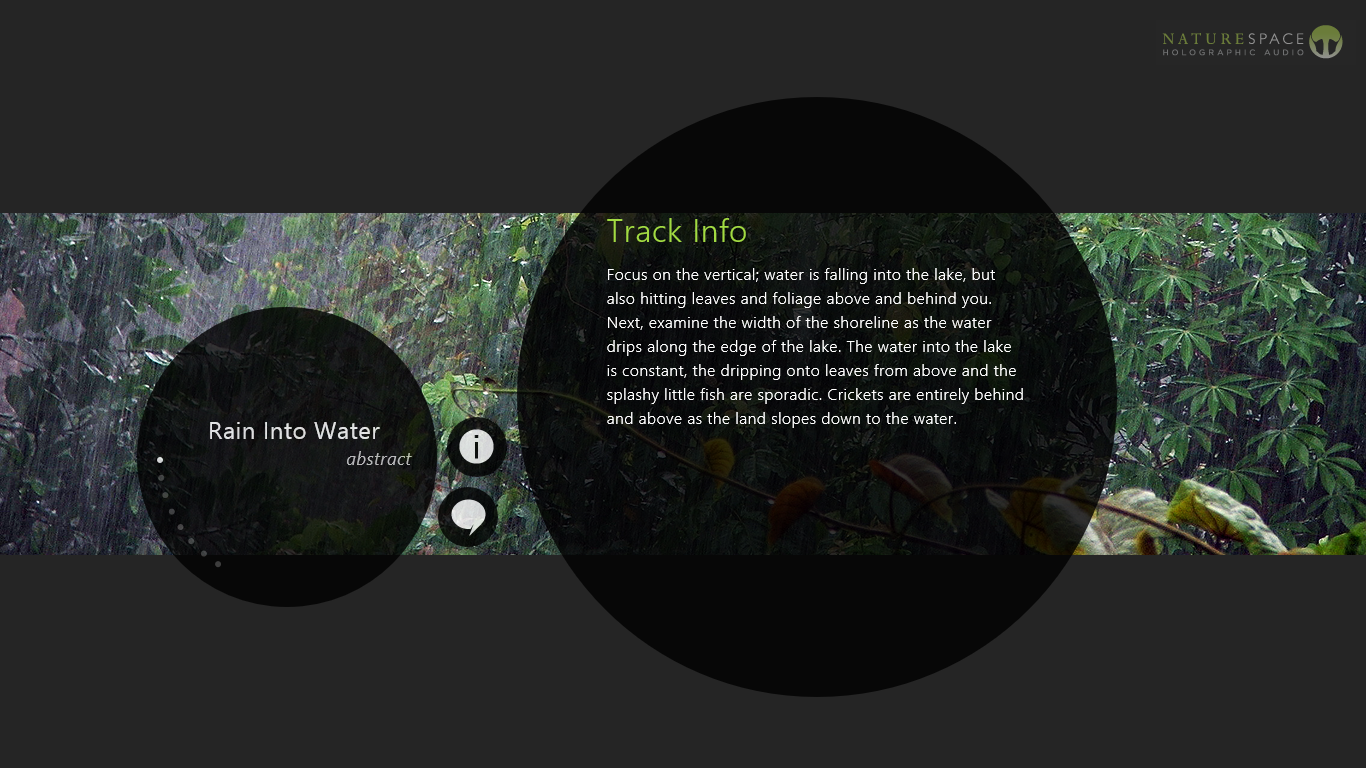 NATURESPACE
HOLOGRAPHIC AUDIO
Track Info
Focus on the vertical; water is falling into the lake, but
also hitting leaves and foliage above and behind you.
Next, examine the width of the shoreline as the water
drips along the edge of the lake. The water into the lake
is constant, the dripping onto leaves from above and the
splashy little fish are sporadic. Crickets are entirely behind
and above as the land slopes down to the water.
Rain Into Water
abstract
i